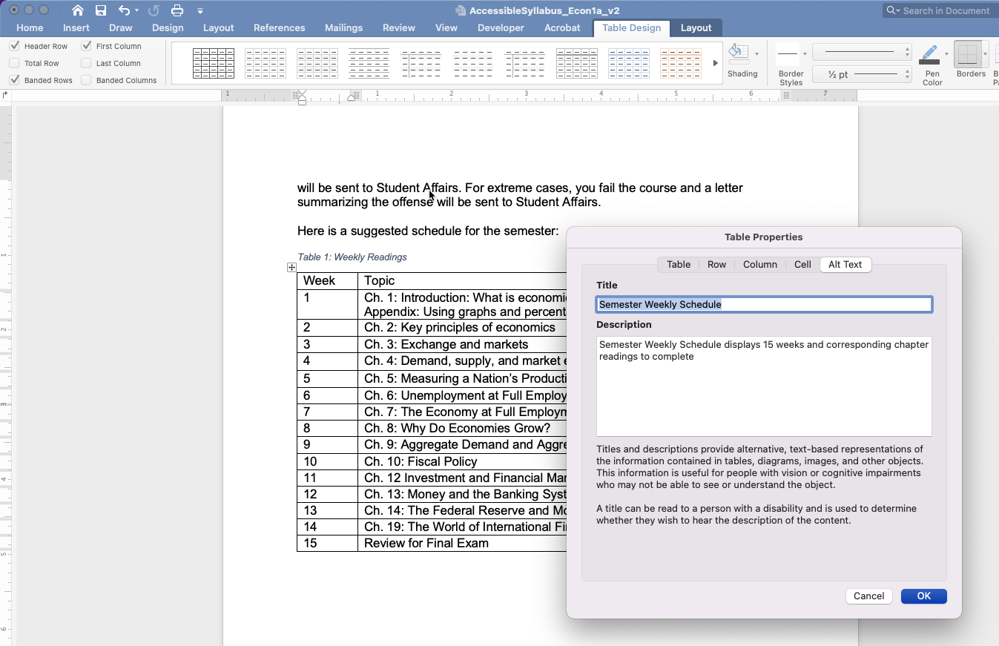 AccessibleSyllabus_Econ1a_v2
Search in Document
Home Insert Draw Design Layout References Mailings Review View Developer Acrobat Table Design Layout
Header Row First Column
Total Row Last Column
Banded Rows Banded Columns
Shading
Border Styles
½ pt
Pen Color
Borders
1 1 2 3 4 5 6 7
will be sent to Student Affairs. For extreme cases, you fail the course and a letter
summarizing the offense will be sent to Student Affairs.
Here is a suggested schedule for the semester:
Table 1: Weekly Readings
Week Topic
1 Ch. 1: Introduction: What is economi
Appendix: Using graphs and percent
2 Ch. 2: Key principles of economics
3 Ch. 3: Exchange and markets
4 Ch. 4: Demand, supply, and market e
5 Ch. 5: Measuring a Nation's Producti
6 Ch. 6: Unemployment at Full Employ
7 Ch. 7: The Economy at Full Employm
8 Ch. 8: Why Do Economies Grow?
9 Ch. 9: Aggregate Demand and Aggre
10 Ch. 10: Fiscal Policy
11 Ch. 12 Investment and Financial Mar
12 Ch. 13: Money and the Banking Syst
13 Ch. 14: The Federal Reserve and Mo
14 Ch. 19: The World of International Fi
15 Review for Final Exam
Table Properties
Table Row Column Cell Alt Text
Title
Semester Weekly Schedule
Description
Semester Weekly Schedule displays 15 weeks and corresponding chapter
readings to complete
Titles and descriptions provide alternative, text-based representations of
the information contained in tables, diagrams, images, and other objects.
This information is useful for people with vision or cognitive impairments
who may not be able to see or understand the object.
A title can be read to a person with a disability and is used to determine
whether they wish to hear the description of the content.
Cancel OK